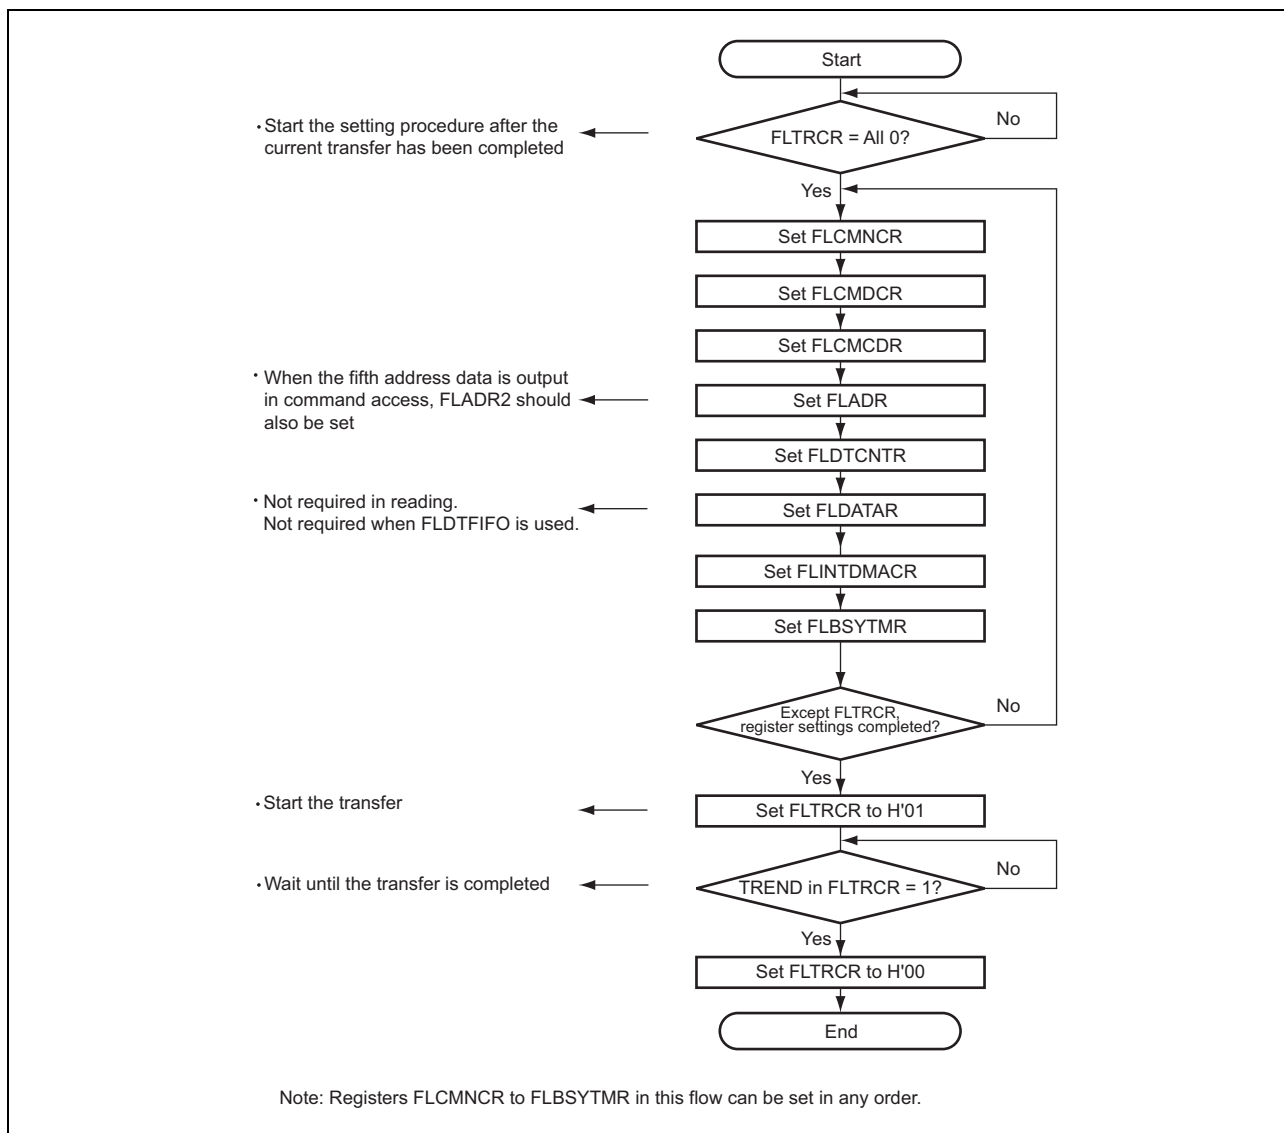 Start
No
· Start the setting procedure after the
current transfer has been completed
FLTRCR = All 0?
Yes
Set FLCMNCR
Set FLCMDCR
Set FLCMCDR
· When the fifth address data is output
in command access, FLADR2 should
also be set
Set FLADR
Set FLDTCNTR
· Not required in reading.
Not required when FLDTFIFO is used.
Set FLDATAR
Set FLINTDMACR
Set FLBSYTMR
Except FLTRCR,
register settings completed?
No
Yes
· Start the transfer
Set FLTRCR to H'01
No
· Wait until the transfer is completed
TREND in FLTRCR = 1?
Yes
Set FLTRCR to H'00
End
Note: Registers FLCMNCR to FLBSYTMR in this flow can be set in any order.